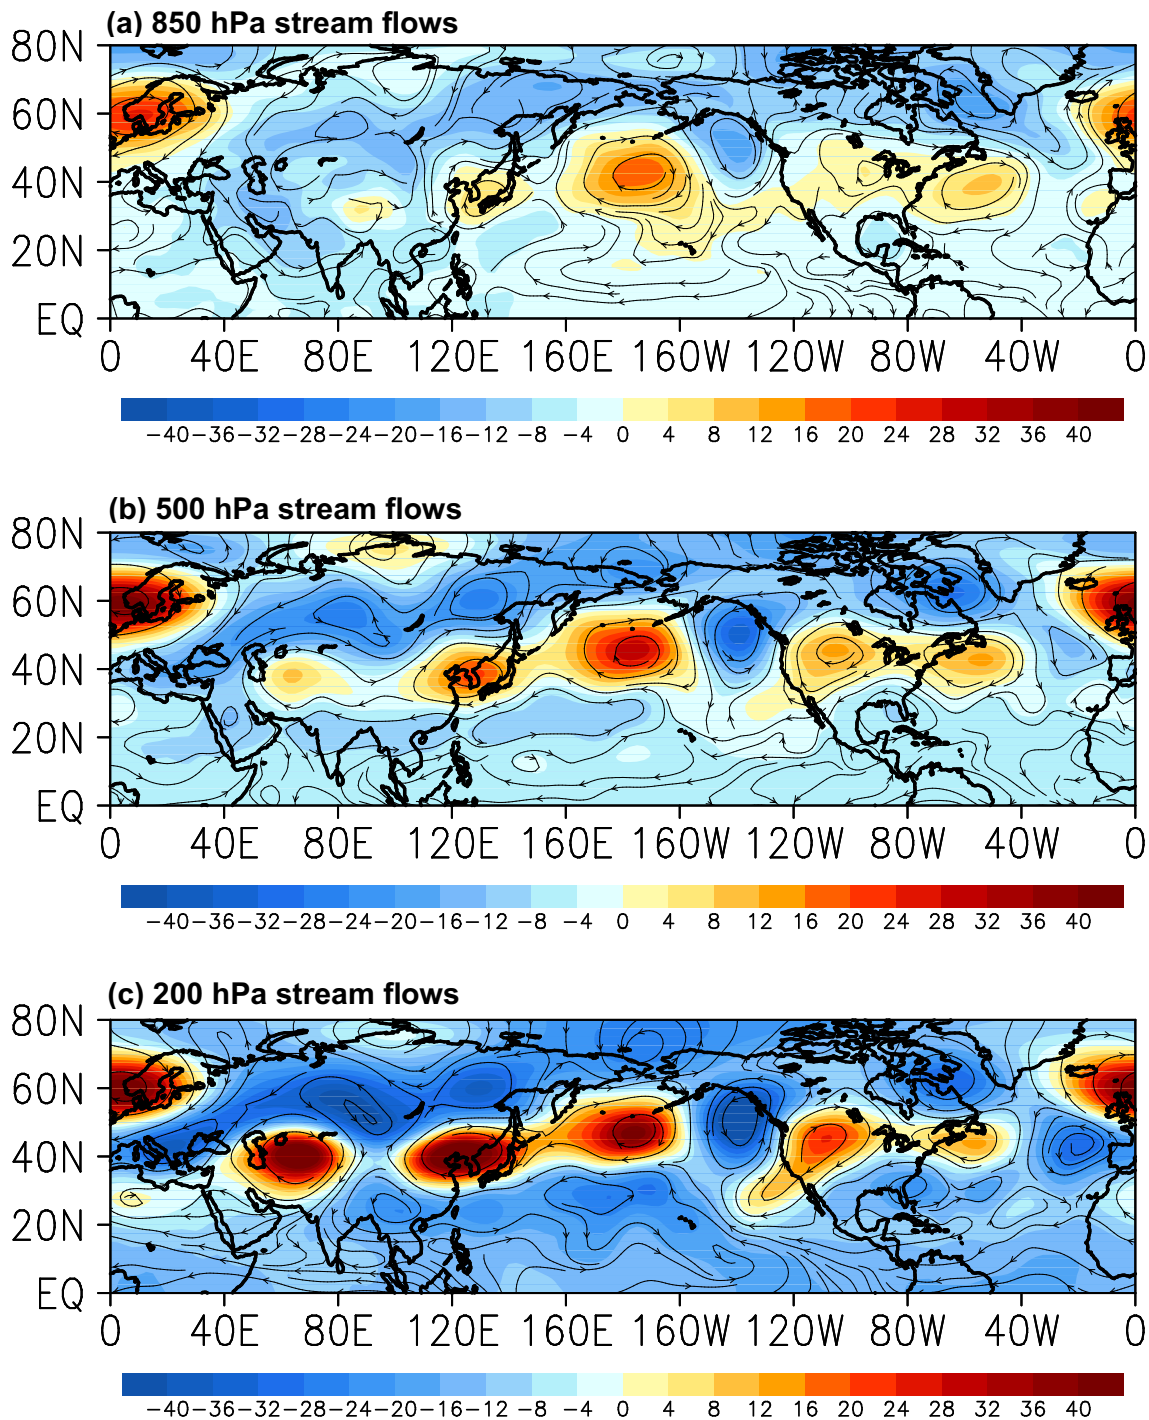 (a) 850 hPa stream flows
80N
60N
40N
20N
EQ
0 40E 80E 120E 160E 160W 120W 80W 40W 0
-40 -36 -32 -28 -24 -20 -16 -12 -8 -4 0 4 8 12 16 20 24 28 32 36 40
(b) 500 hPa stream flows
80N
60N
40N
20N
EQ
0 40E 80E 120E 160E 160W 120W 80W 40W 0
-40 -36 -32 -28 -24 -20 -16 -12 -8 -4 0 4 8 12 16 20 24 28 32 36 40
(c) 200 hPa stream flows
80N
60N
40N
20N
EQ
0 40E 80E 120E 160E 160W 120W 80W 40W 0
-40 -36 -32 -28 -24 -20 -16 -12 -8 -4 0 4 8 12 16 20 24 28 32 36 40